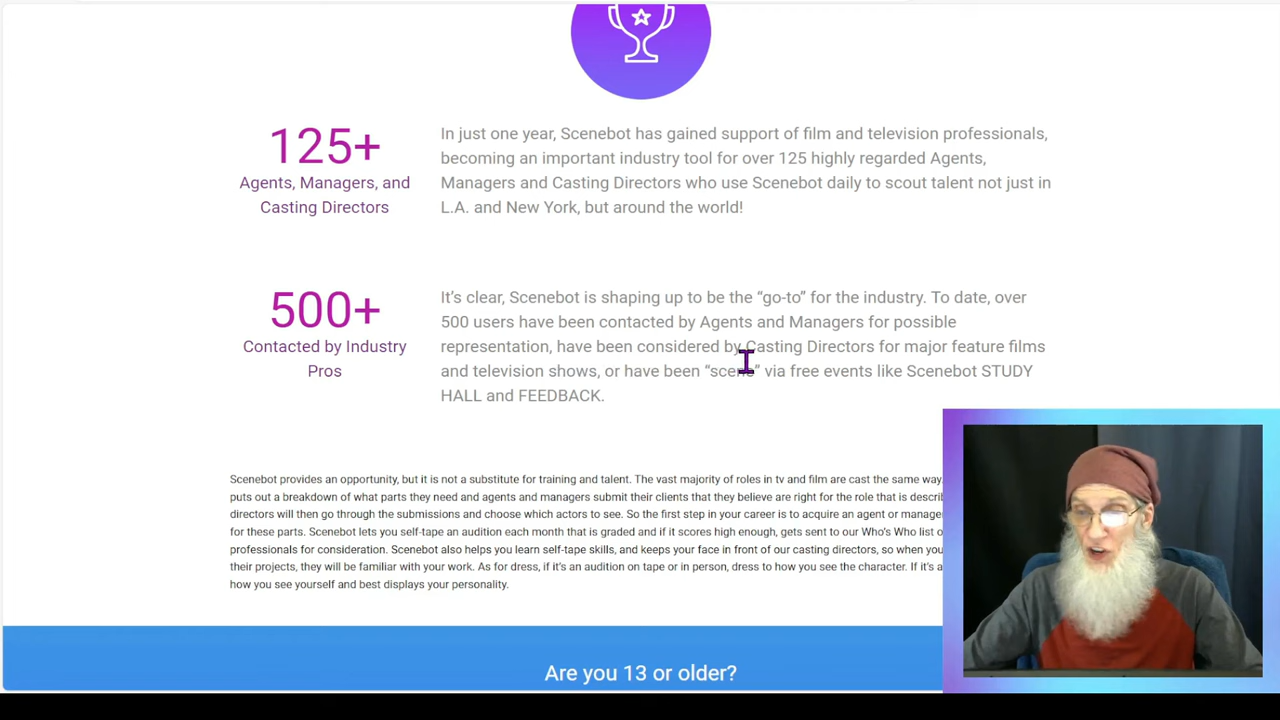 125+
Agents, Managers, and
Casting Directors
In just one year, Scenebot has gained support of film and television professionals,
becoming an important industry tool for over 125 highly regarded Agents,
Managers and Casting Directors who use Scenebot daily to scout talent not just in
L.A. and New York, but around the world!
500+
Contacted by Industry
Pros
It's clear, Scenebot is shaping up to be the “go-to” for the industry. To date, over
500 users have been contacted by Agents and Managers for possible
representation, have been considered by Casting Directors for major feature films
and television shows, or have been “scene” via free events like Scenebot STUDY
HALL and FEEDBACK.
Scenebot provides an opportunity, but it is not a substitute for training and talent. The vast majority of roles in tv and film are cast the same way.
puts out a breakdown of what parts they need and agents and managers submit their clients that they believe are right for the role that is
directors will then go through the submissions and choose which actors to see. So the first step in your career is to acquire an agent or
for these parts. Scenebot lets you self-tape an audition each month that is graded and if it scores high enough, gets sent to our Who's Who list
professionals for consideration. Scenebot also helps you learn self-tape skills, and keeps your face in front of our casting directors, so when
their projects, they will be familiar with your work. As for dress, if it's an audition on tape or in person, dress to how you see the character. If
how you see yourself and best displays your personality.
Are you 13 or older?